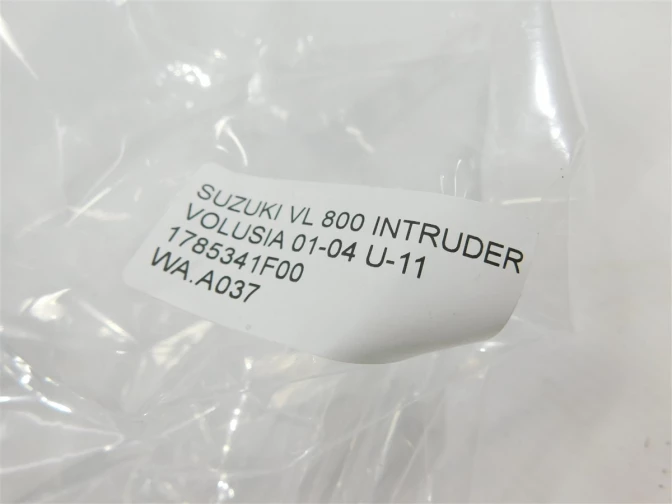 SUZUKI VL 800 INTRUDER
VOLUSIA 01-04 U-11
1785341F00
WA.A037